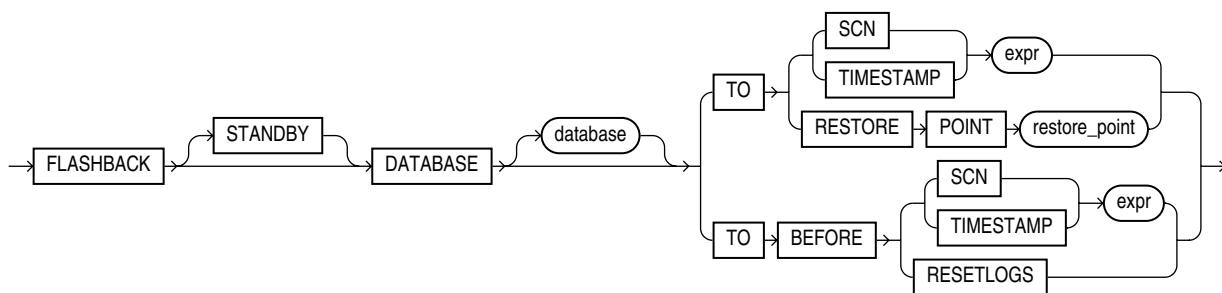 SCN
expr
TIMESTAMP
TO
RESTORE POINT restore_point
STANDBY
database
FLASHBACK
DATABASE
SCN
expr
TIMESTAMP
TO BEFORE
RESETLOGS